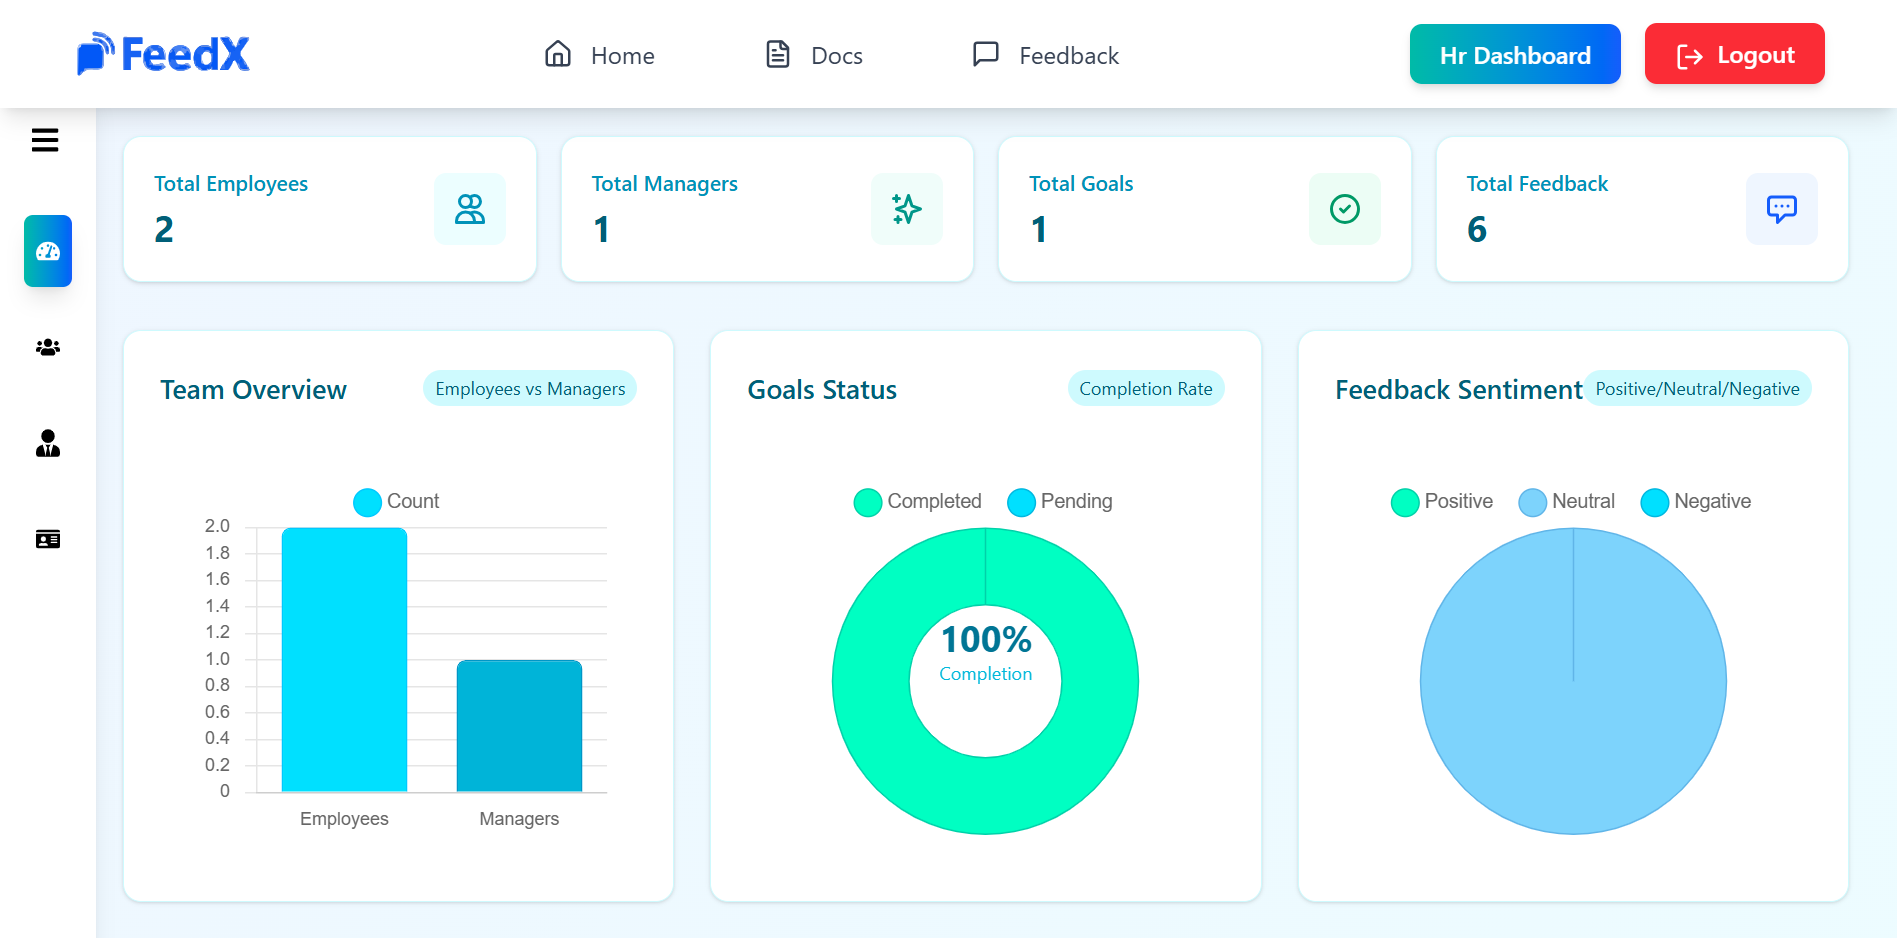 FeedX
Home
Docs
Feedback
Hr Dashboard
Logout
Total Employees
2
Total Managers
1
Total Goals
1
Total Feedback
6
Team Overview
Employees vs Managers
Count
2.0
1.8
1.6
1.4
1.2
1.0
0.8
0.6
0.4
0.2
0
Employees
Managers
Goals Status
Completion Rate
Completed
Pending
100%
Completion
Feedback Sentiment
Positive/Neutral/Negative
Positive
Neutral
Negative